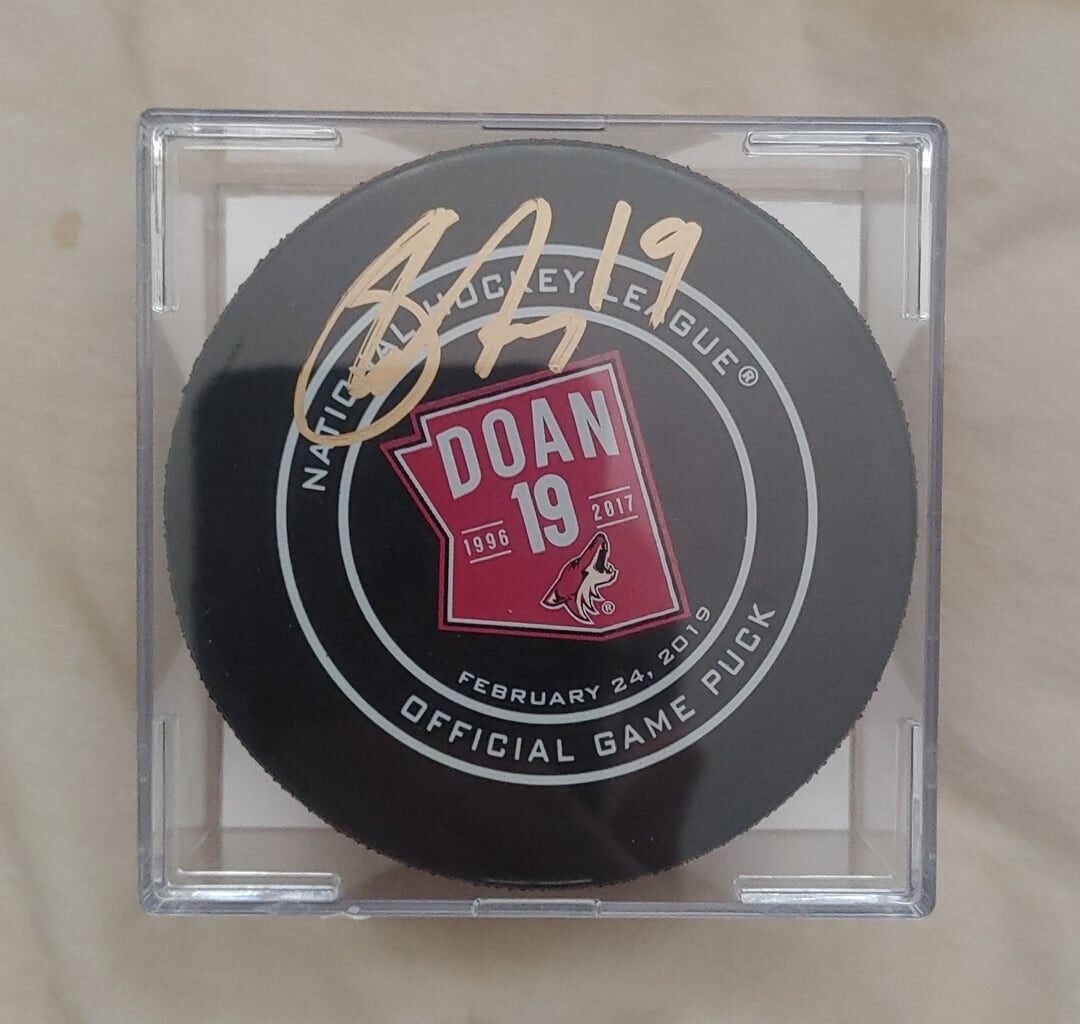 19
NATIONAL HOCKEY LEAGUE®
DOAN
19
1996 2017
®
FEBRUARY 24, 2019
OFFICIAL GAME PUCK